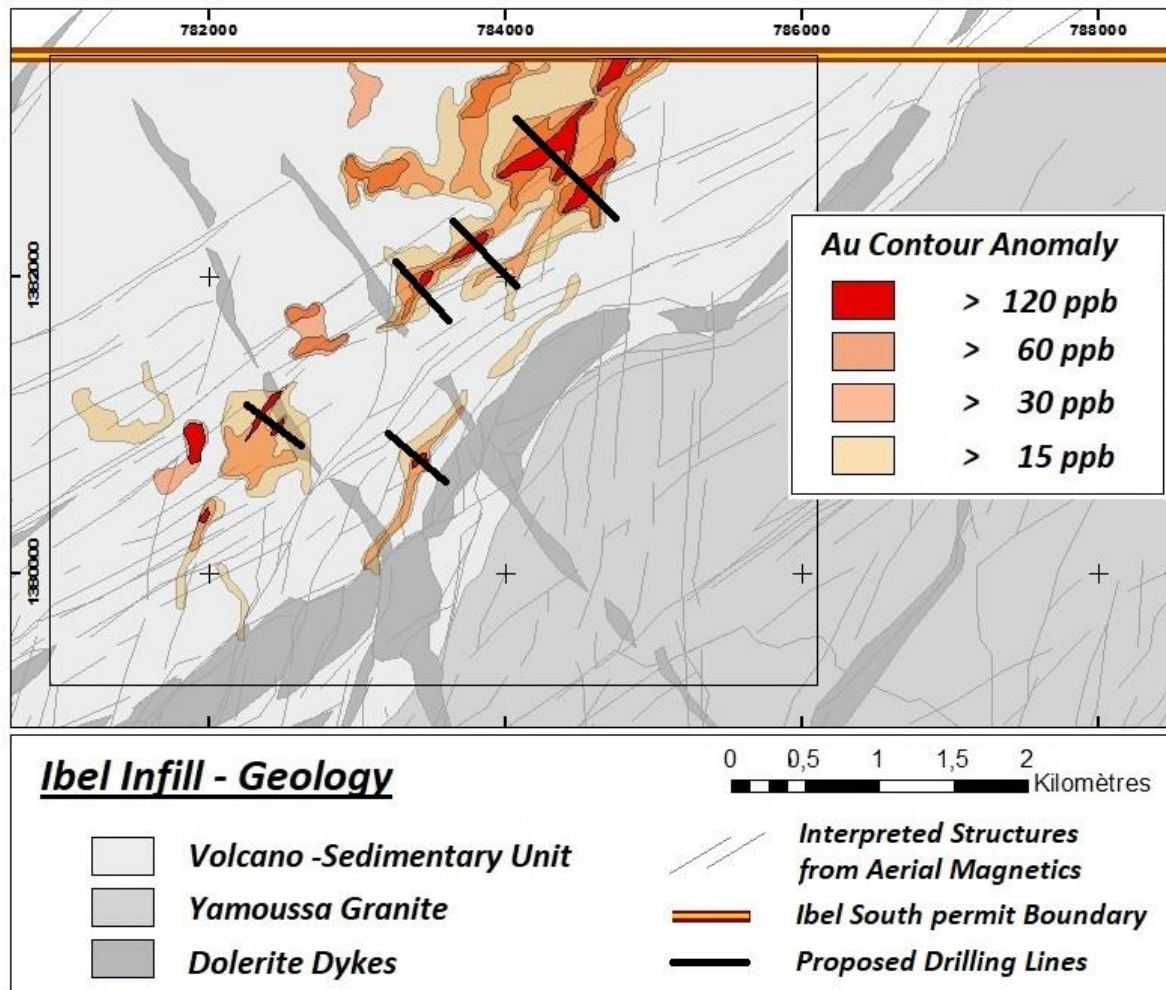 782000 784000 786000 788000
1382000
1380000
Au Contour Anomaly
> 120 ppb
> 60 ppb
> 30 ppb
> 15 ppb
Ibel Infill - Geology
Volcano -Sedimentary Unit
Yamoussa Granite
Dolerite Dykes
0 0,5 1 1,5 2
Kilomètres
Interpreted Structures
from Aerial Magnetics
Ibel South permit Boundary
Proposed Drilling Lines